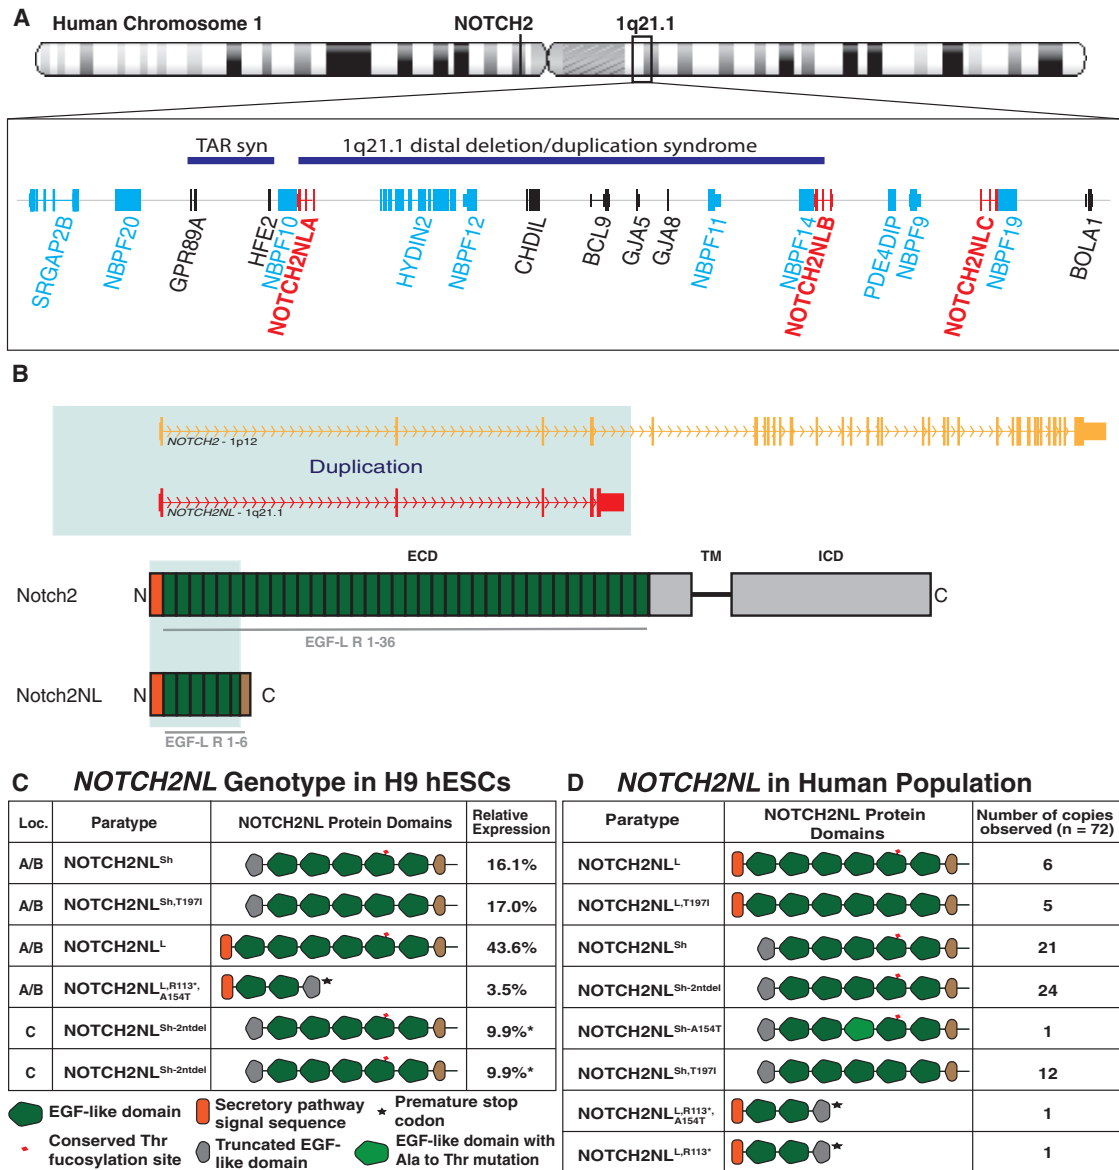 A
Human Chromosome 1
NOTCH2
1q21.1
TAR syn
1q21.1 distal deletion/duplication syndrome
SRGAP2B
NBPF20
GPR89A
HFE2
NBPF10
NOTCH2NLA
HYDIN2
NBPF12
CHDIL
BCL9
GJA5
GJA8
NBPF11
NBPF14
NOTCH2NLB
PDE4DIP
NBPF9
NOTCH2NLC
NBPF19
BOLA1
B
NOTCH2 - 1p12
Duplication
NOTCH2NL - 1q21.1
ECD
TM
ICD
Notch2
N
C
EGF-L R 1-36
Notch2NL
N
C
EGF-L R 1-6
C NOTCH2NL Genotype in H9 hESCs
Loc. Paratype NOTCH2NL Protein Domains Relative Expression
A/B NOTCH2NL^Sh 16.1%
A/B NOTCH2NL^Sh,T197I 17.0%
A/B NOTCH2NL^L 43.6%
A/B NOTCH2NL^L,R113*, A154T * 3.5%
C NOTCH2NL^Sh-2ntdel 9.9%*
C NOTCH2NL^Sh-2ntdel 9.9%*
EGF-like domain
Secretory pathway signal sequence
Premature stop codon
Conserved Thr fucosylation site
Truncated EGF-like domain
EGF-like domain with Ala to Thr mutation
D NOTCH2NL in Human Population
Paratype NOTCH2NL Protein Domains Number of copies observed (n = 72)
NOTCH2NL^L 6
NOTCH2NL^L,T197I 5
NOTCH2NL^Sh 21
NOTCH2NL^Sh-2ntdel 24
NOTCH2NL^Sh-A154T 1
NOTCH2NL^Sh,T197I 12
NOTCH2NL^L,R113*, A154T 1
NOTCH2NL^L,R113* 1